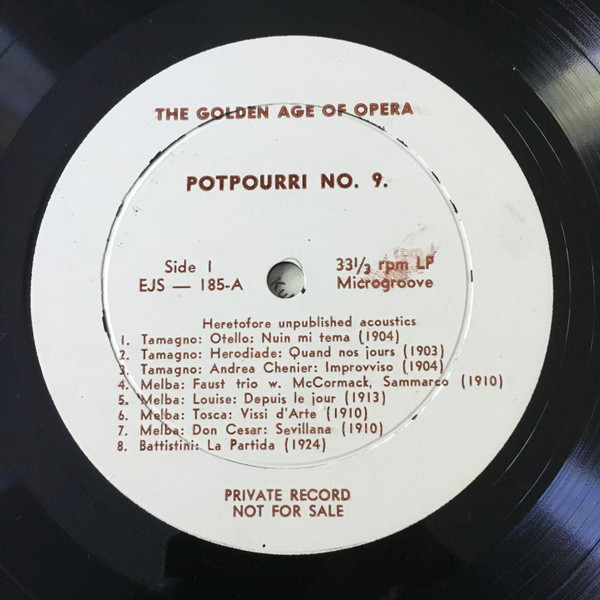 THE GOLDEN AGE OF OPERA
POTPOURRI NO. 9.
Side 1
EJS — 185-A
33⅓ rpm LP
Microgroove
Heretofore unpublished acoustics
1. Tamagno: Otello: Nuin mi tema (1904)
2. Tamagno: Herodiade: Quand nos jours (1903)
3. Tamagno: Andrea Chenier: Improvviso (1904)
4. Melba: Faust trio w. McCormack, Sammarco (1910)
5. Melba: Louise: Depuis le jour (1913)
6. Melba: Tosca: Vissi d'Arte (1910)
7. Melba: Don Cesar: Sevillana (1910)
8. Battistini: La Partida (1924)
PRIVATE RECORD
NOT FOR SALE